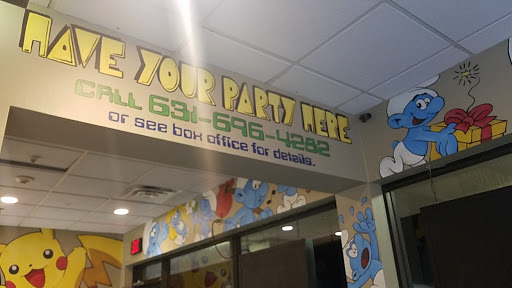 HAVE YOUR PARTY HERE
CALL 631-696-4282
or see box office for details.